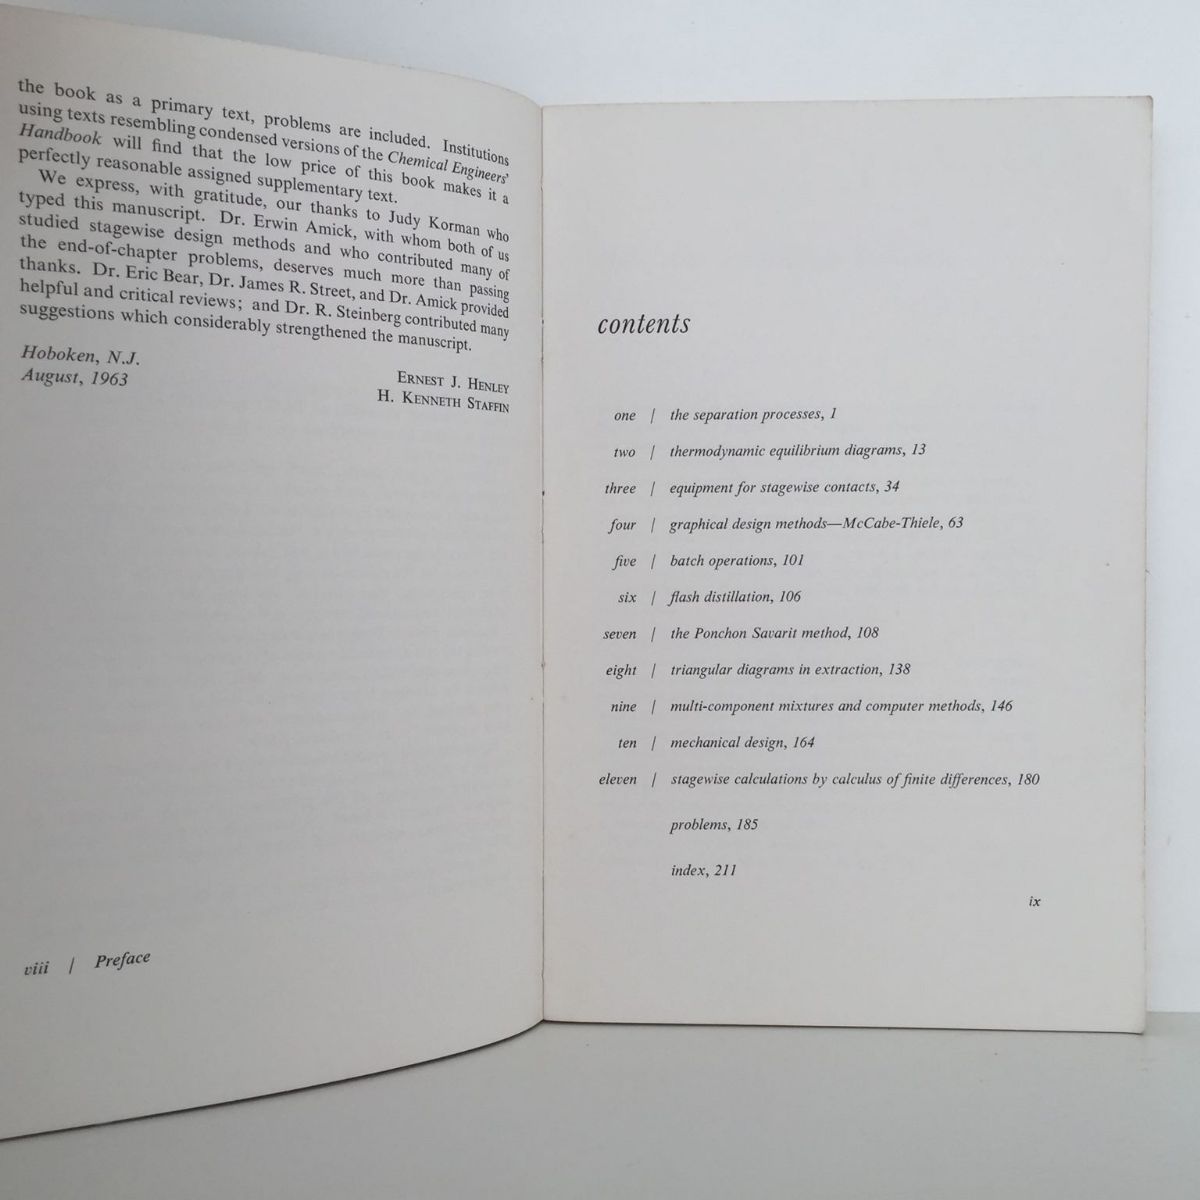 the book as a primary text, problems are included. Institutions
using texts resembling condensed versions of the Chemical Engineers'
Handbook will find that the low price of this book makes it a
perfectly reasonable assigned supplementary text.
We express, with gratitude, our thanks to Judy Korman who
typed this manuscript. Dr. Erwin Amick, with whom both of us
studied stagewise design methods and who contributed many of
the end-of-chapter problems, deserves much more than passing
thanks. Dr. Eric Bear, Dr. James R. Street, and Dr. Amick provided
helpful and critical reviews; and Dr. R. Steinberg contributed many
suggestions which considerably strengthened the manuscript.
Hoboken, N.J.
August, 1963
ERNEST J. HENLEY
H. KENNETH STAFFIN
viii | Preface
contents
one | the separation processes, 1
two | thermodynamic equilibrium diagrams, 13
three | equipment for stagewise contacts, 34
four | graphical design methods—McCabe-Thiele, 63
five | batch operations, 101
six | flash distillation, 106
seven | the Ponchon Savarit method, 108
eight | triangular diagrams in extraction, 138
nine | multi-component mixtures and computer methods, 146
ten | mechanical design, 164
eleven | stagewise calculations by calculus of finite differences, 180
problems, 185
index, 211
ix